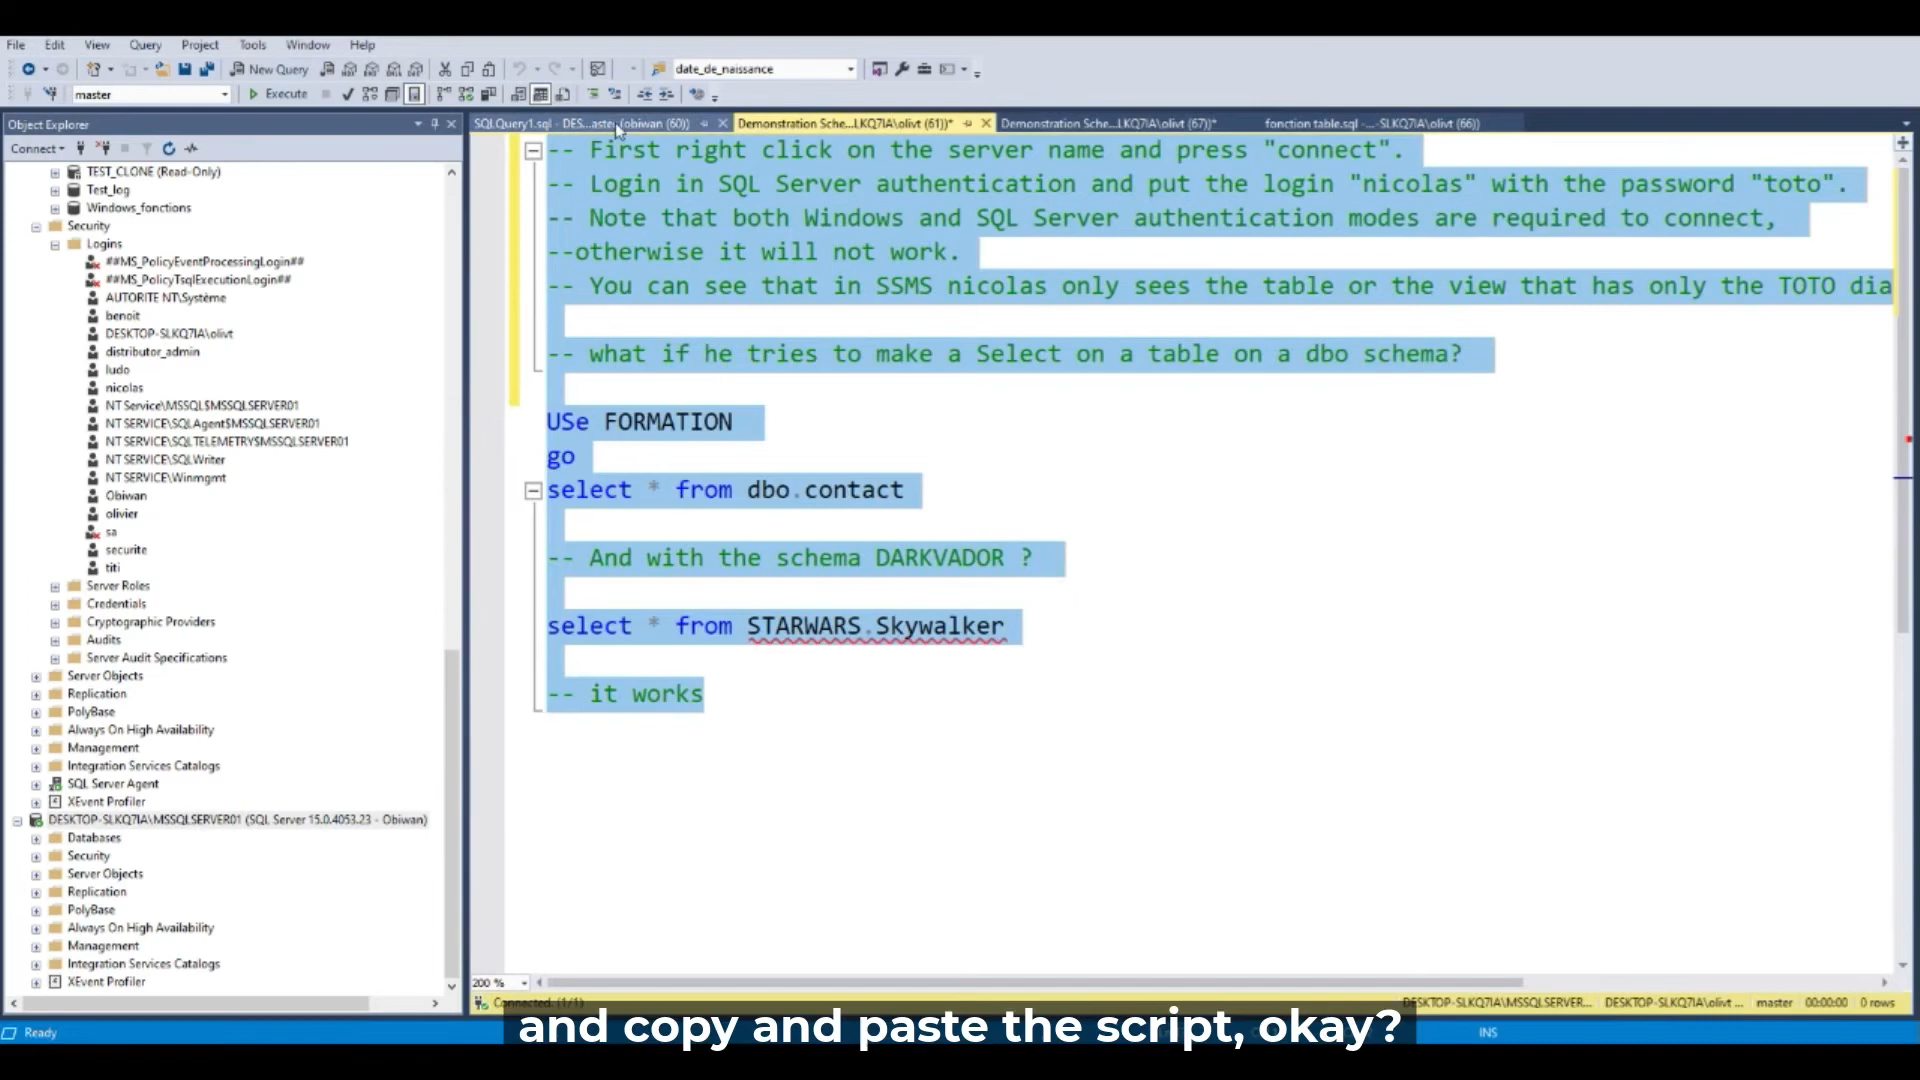 File Edit View Query Project Tools Window Help
New Query date_de_naissance
master Execute
Object Explorer
Connect
TEST_CLONE (Read-Only)
Test_log
Windows_fonctions
Security
Logins
##MS_PolicyEventProcessingLogin##
##MS_PolicyTsqlExecutionLogin##
AUTORITE NT\Système
benoit
DESKTOP-SLKQ7IA\olivt
distributor_admin
ludo
nicolas
NT Service\MSSQL$MSSQLSERVER01
NT SERVICE\SQLAgent$MSSQLSERVER01
NT SERVICE\SQLTELEMETRY$MSSQLSERVER01
NT SERVICE\SQLWriter
NT SERVICE\Winmgmt
Obiwan
olivier
sa
securite
titi
Server Roles
Credentials
Cryptographic Providers
Audits
Server Audit Specifications
Server Objects
Replication
PolyBase
Always On High Availability
Management
Integration Services Catalogs
SQL Server Agent
XEvent Profiler
DESKTOP-SLKQ7IA\MSSQLSERVER01 (SQL Server 15.0.4053.23 - Obiwan)
Databases
Security
Server Objects
Replication
PolyBase
Always On High Availability
Management
Integration Services Catalogs
XEvent Profiler
SQLQuery1.sql - DES...aster (obiwan (60)) Demonstration Sche...LKQ7IA\olivt (61))* Demonstration Sche...LKQ7IA\olivt (67))* fonction table.sql -...-SLKQ7IA\olivt (66))
-- First right click on the server name and press "connect".
-- Login in SQL Server authentication and put the login "nicolas" with the password "toto".
-- Note that both Windows and SQL Server authentication modes are required to connect,
--otherwise it will not work.
-- You can see that in SSMS nicolas only sees the table or the view that has only the TOTO dia
-- what if he tries to make a Select on a table on a dbo schema?
USe FORMATION
go
select * from dbo.contact
-- And with the schema DARKVADOR ?
select * from STARWARS.Skywalker
-- it works
200 %
Connected. (1/1) DESKTOP-SLKQ7IA\MSSQLSERVER... DESKTOP-SLKQ7IA\olivt ... master 00:00:00 0 rows
and copy and paste the script, okay?
Ready INS